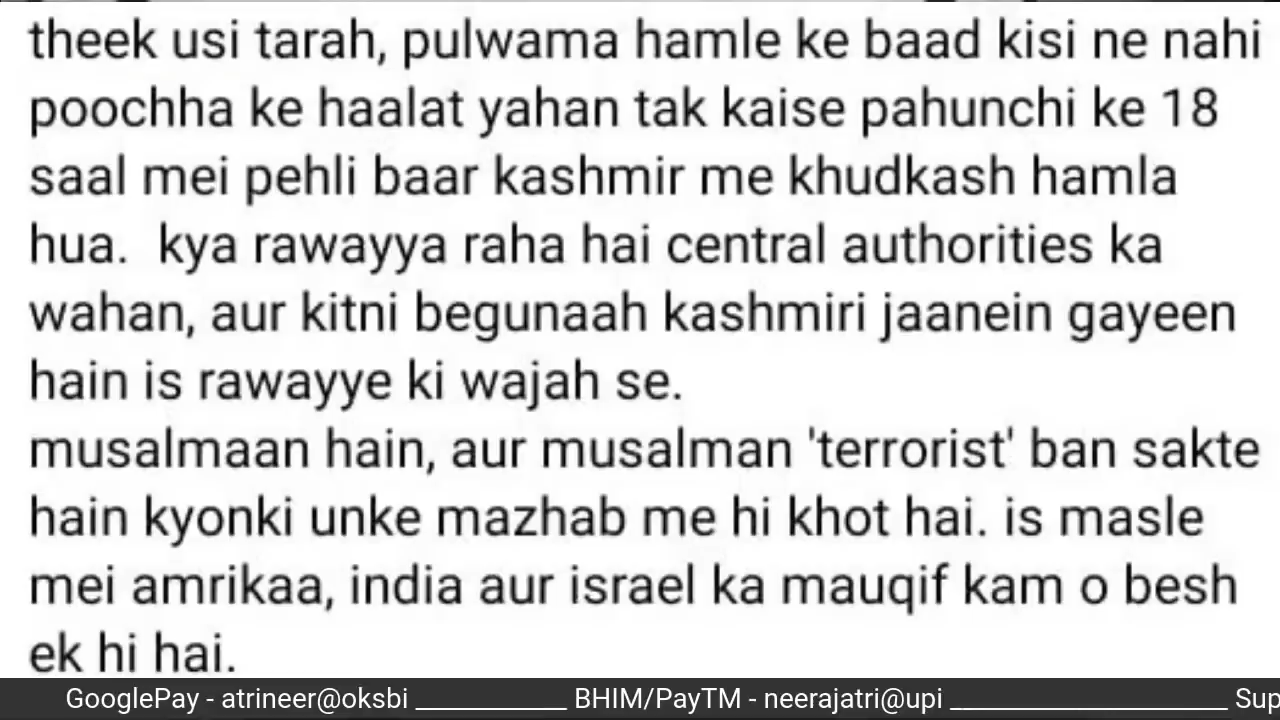 theek usi tarah, pulwama hamle ke baad kisi ne nahi
poochha ke haalat yahan tak kaise pahunchi ke 18
saal mei pehli baar kashmir me khudkash hamla
hua.  kya rawayya raha hai central authorities ka
wahan, aur kitni begunaah kashmiri jaanein gayeen
hain is rawayye ki wajah se.
musalmaan hain, aur musalman 'terrorist' ban sakte
hain kyonki unke mazhab me hi khot hai. is masle
mei amrikaa, india aur israel ka mauqif kam o besh
ek hi hai.
GooglePay - atrineer@oksbi ___________ BHIM/PayTM - neerajatri@upi ____________________ Sup